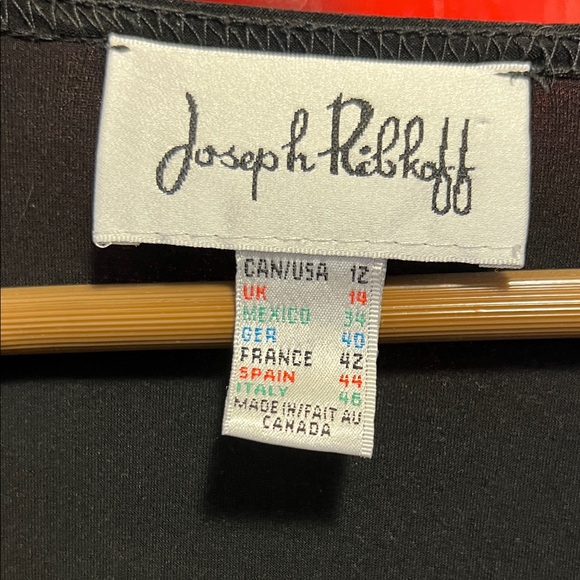 Joseph Ribkoff
CAN/USA 12
UK 14
MEXICO 34
GER 40
FRANCE 42
SPAIN 44
ITALY 46
MADE IN/FAIT AU
CANADA